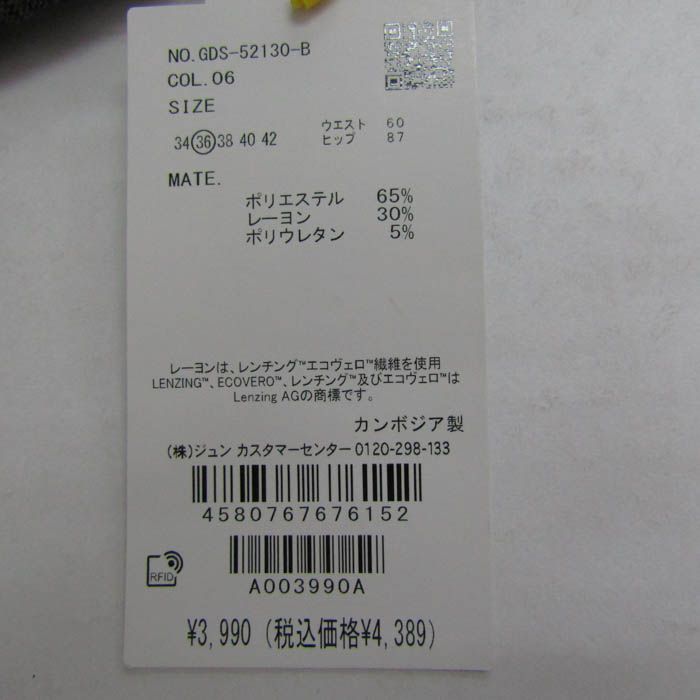 NO.GDS-52130-B
COL.06
SIZE
34 36 38 40 42
ウエスト 60
ヒップ 87
MATE.
ポリエステル 65%
レーヨン 30%
ポリウレタン 5%
レーヨンは、レンチング™エコヴェロ™繊維を使用
LENZING™、ECOVERO™、レンチング™及びエコヴェロ™は
Lenzing AGの商標です。
カンボジア製
(株)ジュン カスタマーセンター 0120-298-133
4580767676152
RFID
A003990A
¥3,990 (税込価格¥4,389)